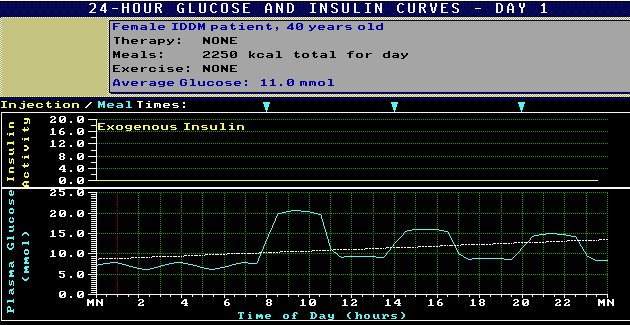 24-HOUR GLUCOSE AND INSULIN CURVES - DAY 1
Female IDDM patient, 40 years old
Therapy: NONE
Meals: 2250 kcal total for day
Exercise: NONE
Average Glucose: 11.0 mmol
Injection / Meal Times:
Insulin Activity
20.0
16.0
12.0
8.0
4.0
0.0
Exogenous Insulin
Plasma Glucose (mmol)
25.0
20.0
15.0
10.0
5.0
0.0
MN 2 4 6 8 10 12 14 16 18 20 22 MN
Time of Day (hours)